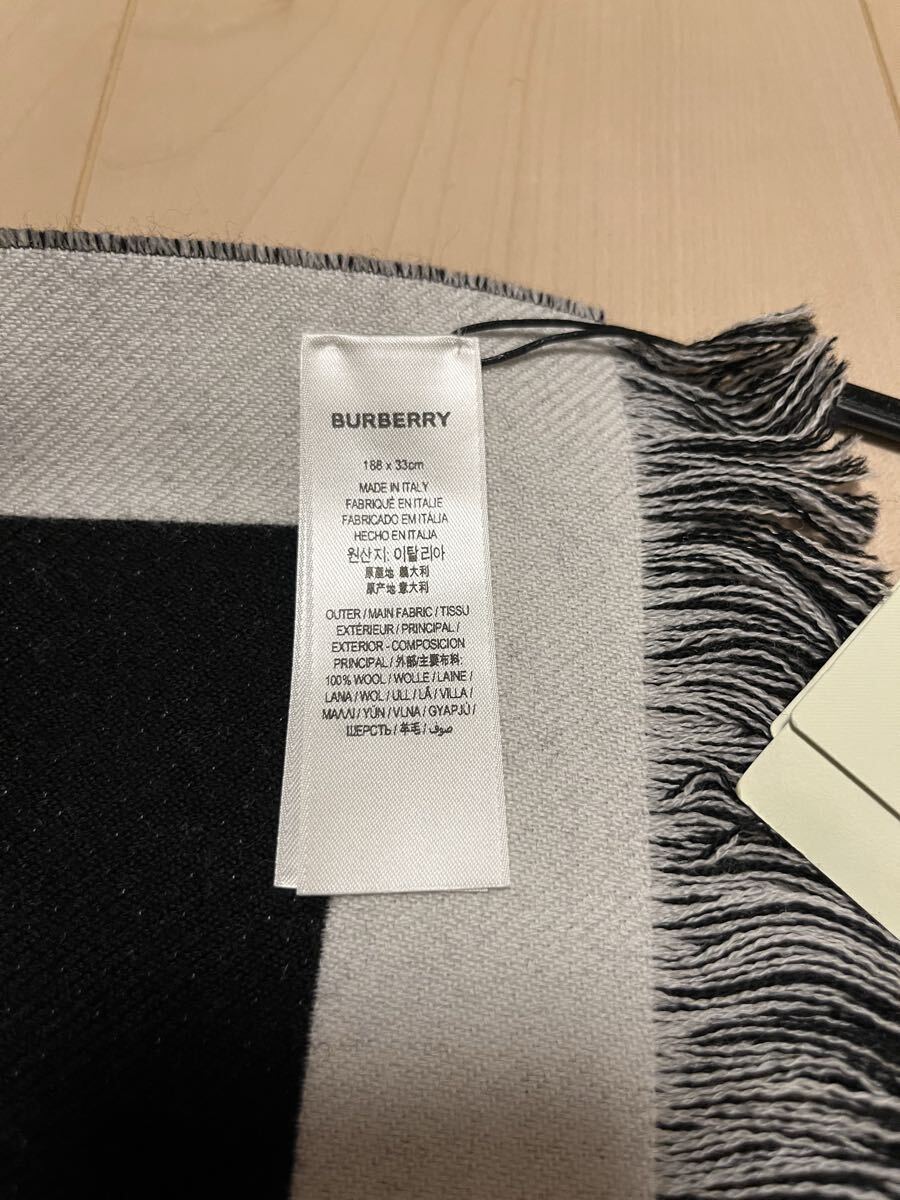 BURBERRY
188 x 33cm
MADE IN ITALY
FABRIQUÉ EN ITALIE
FABRICADO EM ITÁLIA
HECHO EN ITALIA
원산지: 이탈리아
原產地 義大利
原产地 意大利
OUTER / MAIN FABRIC / TISSU
EXTÉRIEUR / PRINCIPAL /
EXTERIOR - COMPOSICION
PRINCIPAL / 外部/主要布料:
100% WOOL / WOLLE / LAINE /
LANA / WOL / ULL / LÃ / VILLA /
ΜΑΛΛΙ / YÜN / VLNA / GYAPJÚ /
ШЕРСТЬ / 羊毛 / صوف